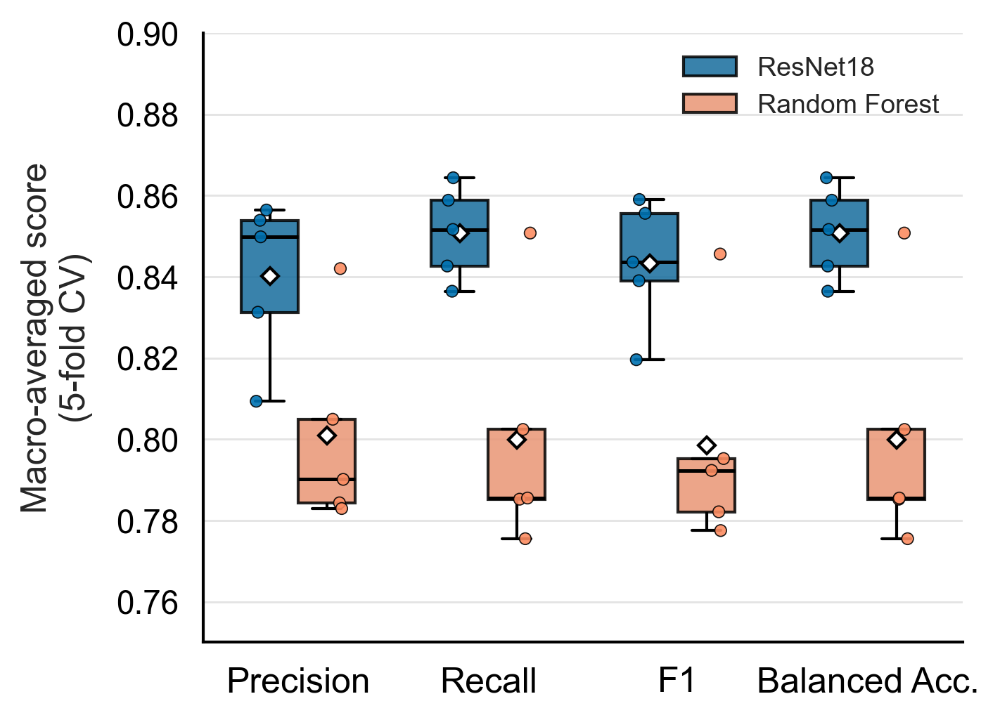 0.90
0.88
0.86
0.84
0.82
0.80
0.78
0.76
Macro-averaged score
(5-fold CV)
ResNet18
Random Forest
Precision
Recall
F1
Balanced Acc.